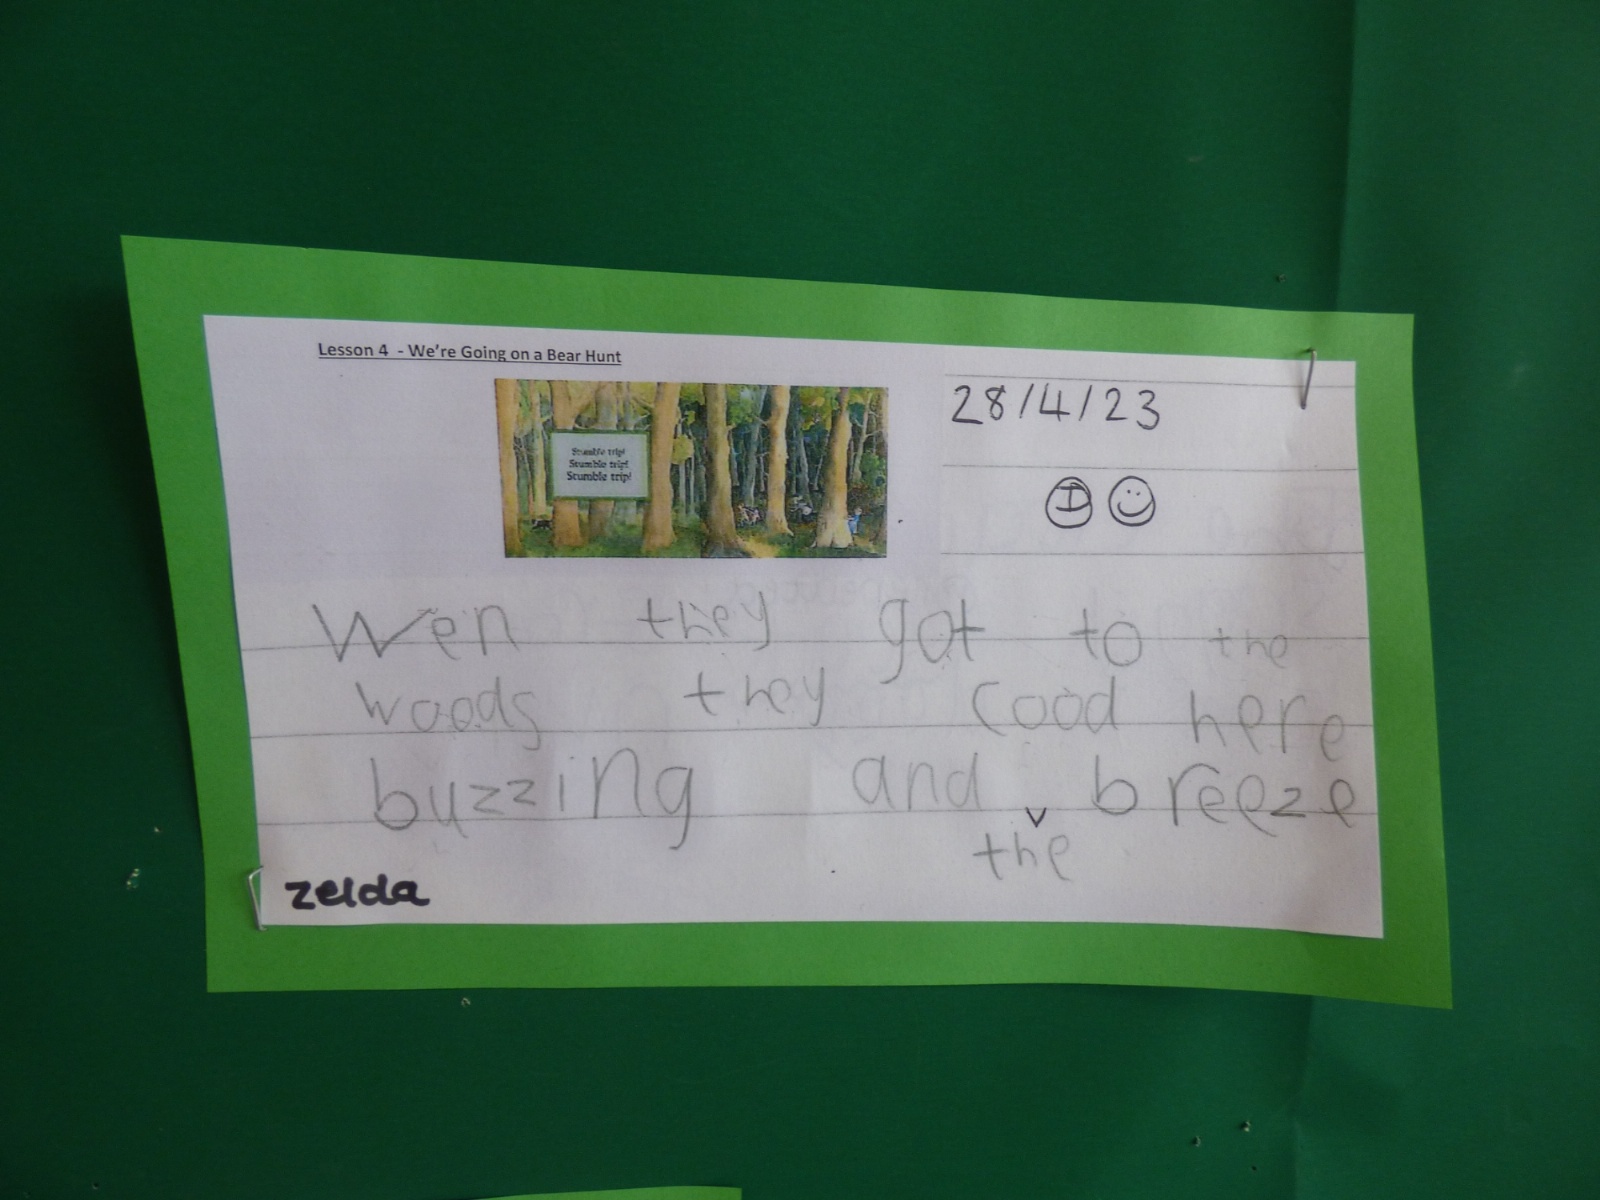 Lesson 4 - We're Going on a Bear Hunt
Stumble trip!
Stumble trip!
Stumble trip!
28/4/23
I
Wen they got to the
woods they cood here
buzzing and ^ breeze
the
zelda